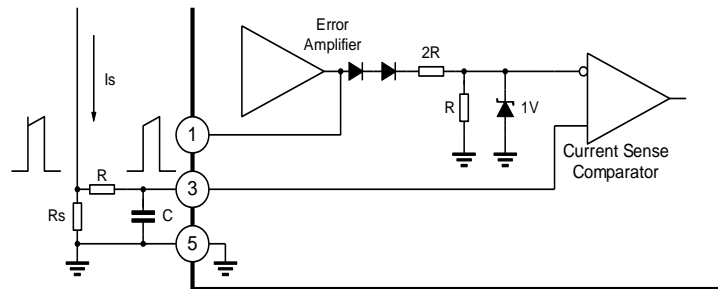 Error
Amplifier
2R
Is
R
1V
1
Current Sense
Comparator
R
3
Rs
C
5